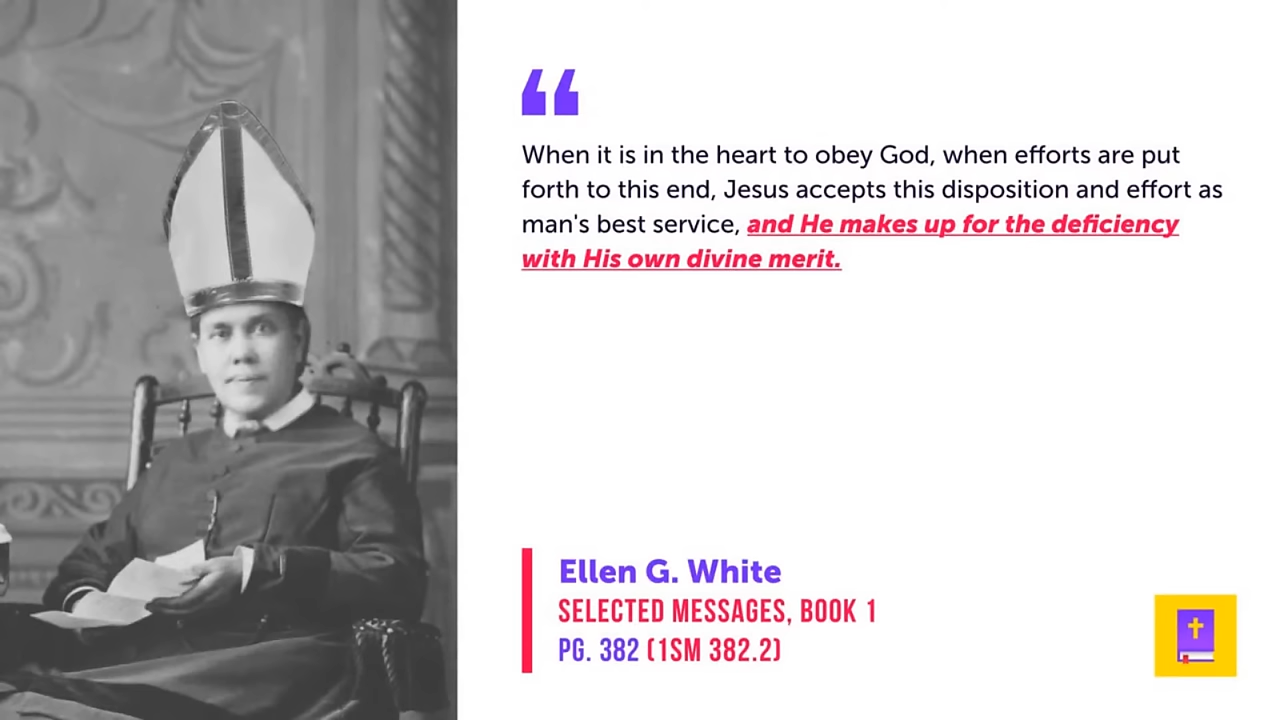 When it is in the heart to obey God, when efforts are put
forth to this end, Jesus accepts this disposition and effort as
man's best service, and He makes up for the deficiency
with His own divine merit.
Ellen G. White
SELECTED MESSAGES, BOOK 1
PG. 382 (1SM 382.2)